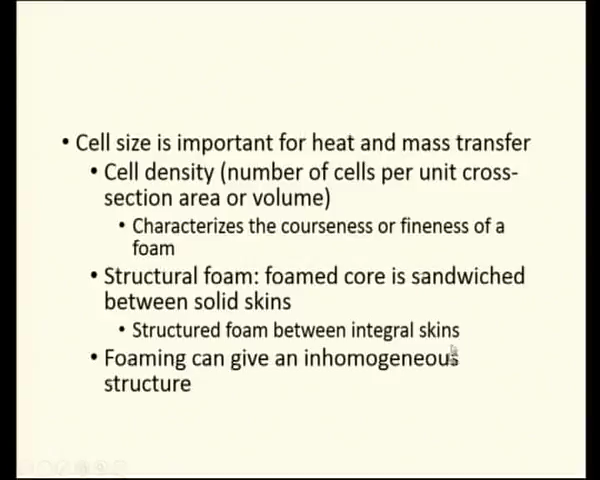 • Cell size is important for heat and mass transfer
• Cell density (number of cells per unit cross-
section area or volume)
• Characterizes the courseness or fineness of a
foam
• Structural foam: foamed core is sandwiched
between solid skins
• Structured foam between integral skins
• Foaming can give an inhomogeneous
structure